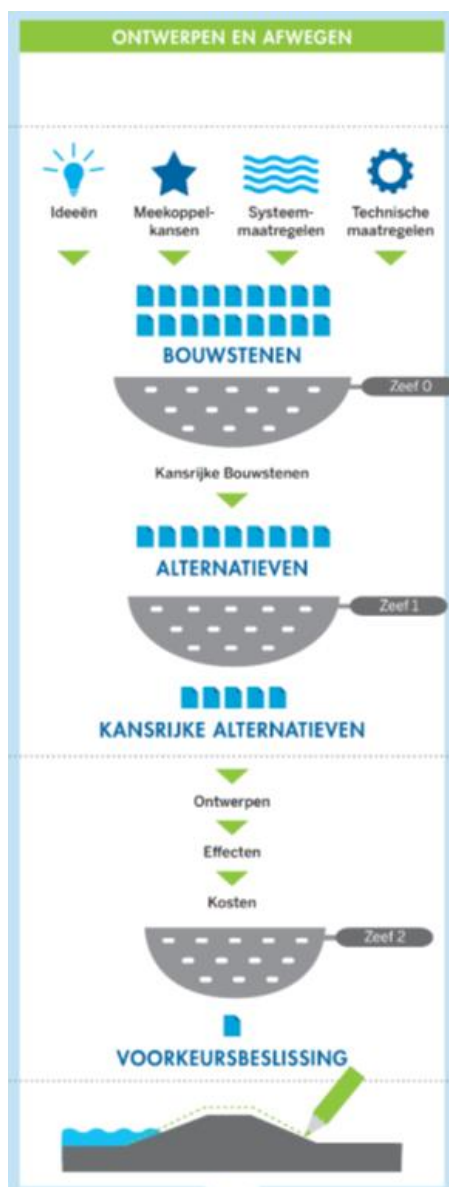 ONTWERPEN EN AFWEGEN
Ideeën
Meekoppel-
kansen
Systeem-
maatregelen
Technische
maatregelen
BOUWSTENEN
Zeef 0
Kansrijke Bouwstenen
ALTERNATIEVEN
Zeef 1
KANSRIJKE ALTERNATIEVEN
Ontwerpen
Effecten
Kosten
Zeef 2
VOORKEURSBESLISSING